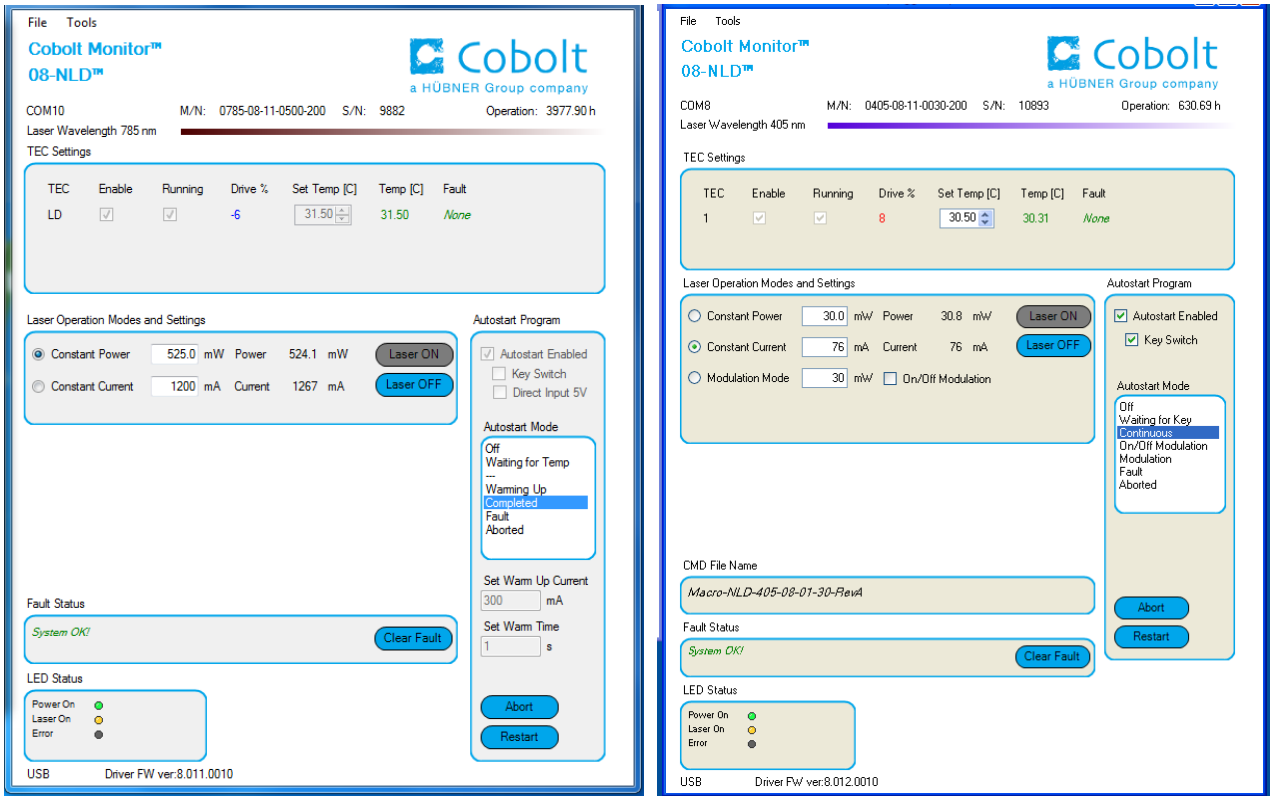 File Tools
Cobolt Monitor™
08-NLD™
Cobolt
a HÜBNER Group company
COM10 M/N: 0785-08-11-0500-200 S/N: 9882 Operation: 3977.90 h
Laser Wavelength 785 nm
TEC Settings
TEC Enable Running Drive % Set Temp [C] Temp [C] Fault
LD -6 31.50 31.50 None
Laser Operation Modes and Settings
Constant Power 525.0 mW Power 524.1 mW Laser ON
Constant Current 1200 mA Current 1267 mA Laser OFF
Autostart Program
Autostart Enabled
Key Switch
Direct Input 5V
Autostart Mode
Off
Waiting for Temp
---
Warming Up
Completed
Fault
Aborted
Set Warm Up Current
300 mA
Set Warm Time
1 s
Abort
Restart
Fault Status
System OK! Clear Fault
LED Status
Power On
Laser On
Error
USB Driver FW ver:8.011.0010
File Tools
Cobolt Monitor™
08-NLD™
Cobolt
a HÜBNER Group company
COM8 M/N: 0405-08-11-0030-200 S/N: 10893 Operation: 630.69 h
Laser Wavelength 405 nm
TEC Settings
TEC Enable Running Drive % Set Temp [C] Temp [C] Fault
1 8 30.50 30.31 None
Laser Operation Modes and Settings
Constant Power 30.0 mW Power 30.8 mW Laser ON
Constant Current 76 mA Current 76 mA Laser OFF
Modulation Mode 30 mW On/Off Modulation
Autostart Program
Autostart Enabled
Key Switch
Autostart Mode
Off
Waiting for Key
Continuous
On/Off Modulation
Modulation
Fault
Aborted
Abort
Restart
CMD File Name
Macro-NLD-405-08-01-30-RevA
Fault Status
System OK! Clear Fault
LED Status
Power On
Laser On
Error
USB Driver FW ver:8.012.0010